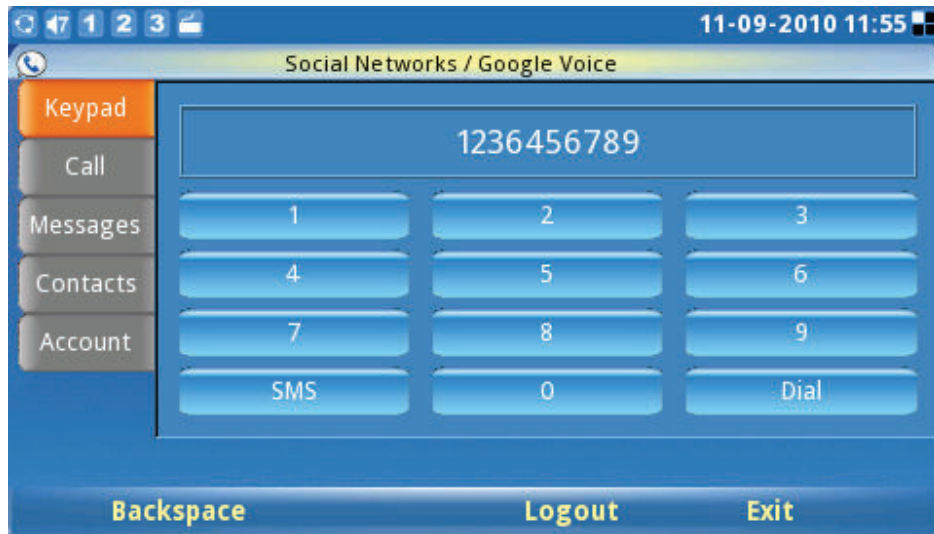 7 1 2 3 11-09-2010 11:55
Social Networks / Google Voice
Keypad
1236456789
Call
1 2 3
Messages
4 5 6
Contacts
7 8 9
Account
SMS 0 Dial
Backspace Logout Exit